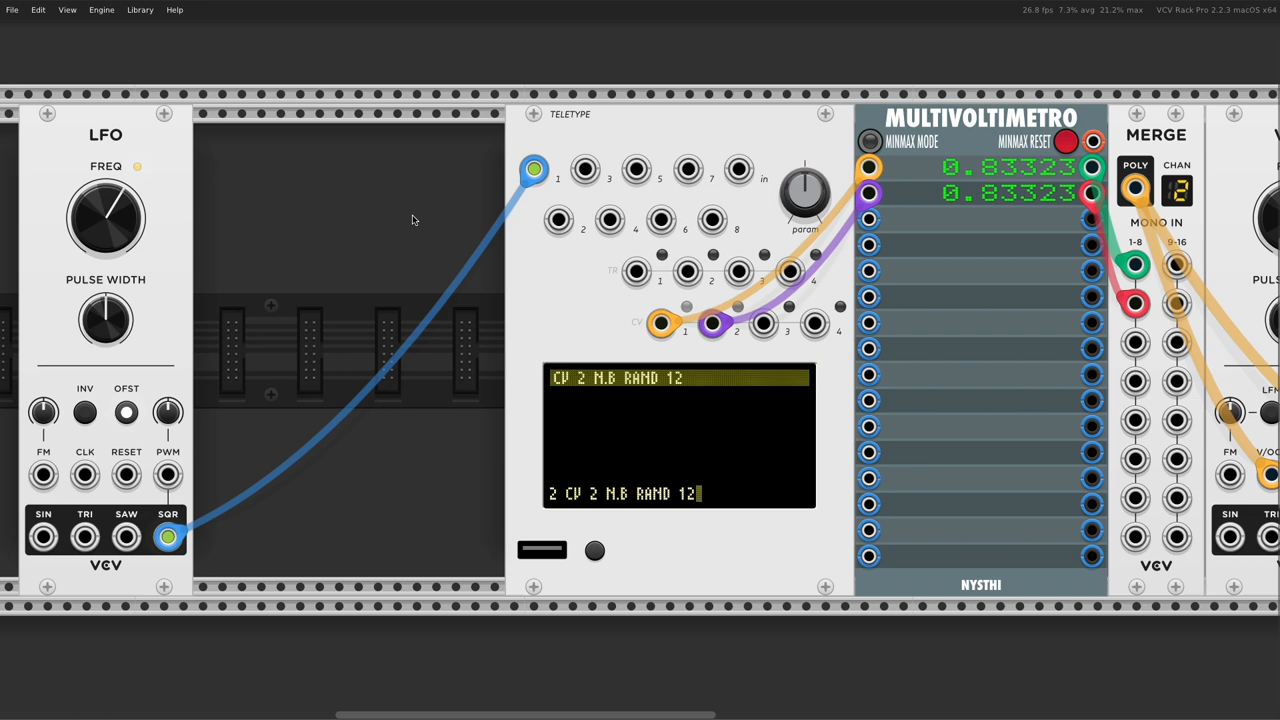 File Edit View Engine Library Help
26.8 fps 7.3% avg 21.2% max VCV Rack Pro 2.2.3 macOS x64
LFO
FREQ
PULSE WIDTH
INV OFST
FM CLK RESET PWM
SIN TRI SAW SQR
VCV
TELETYPE
1 3 5 7 in
2 4 6 8
param
TR 1 2 3 4
CV 1 2 3 4
CV 2 N.B RAND 12
2 CV 2 N.B RAND 12
MULTIVOLTIMETRO
MINMAX MODE MINMAX RESET
0.83323
0.83323
NYSTHI
MERGE
POLY CHAN
2
MONO IN
1-8 9-16
VCV
FM
SIN